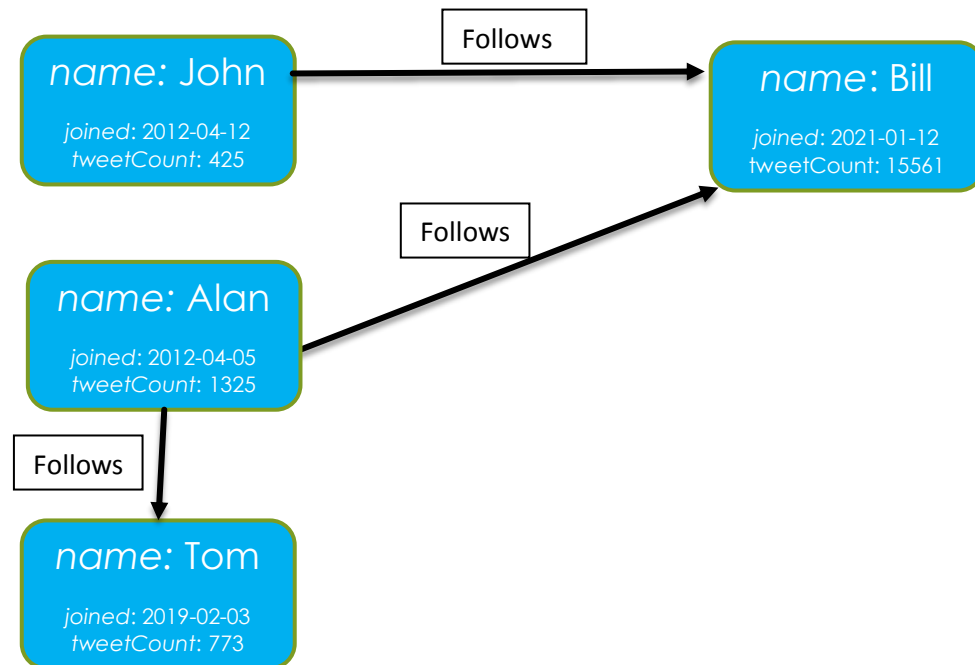 Follows
name: John
joined: 2012-04-12
tweetCount: 425
name: Bill
joined: 2021-01-12
tweetCount: 15561
Follows
name: Alan
joined: 2012-04-05
tweetCount: 1325
Follows
name: Tom
joined: 2019-02-03
tweetCount: 773